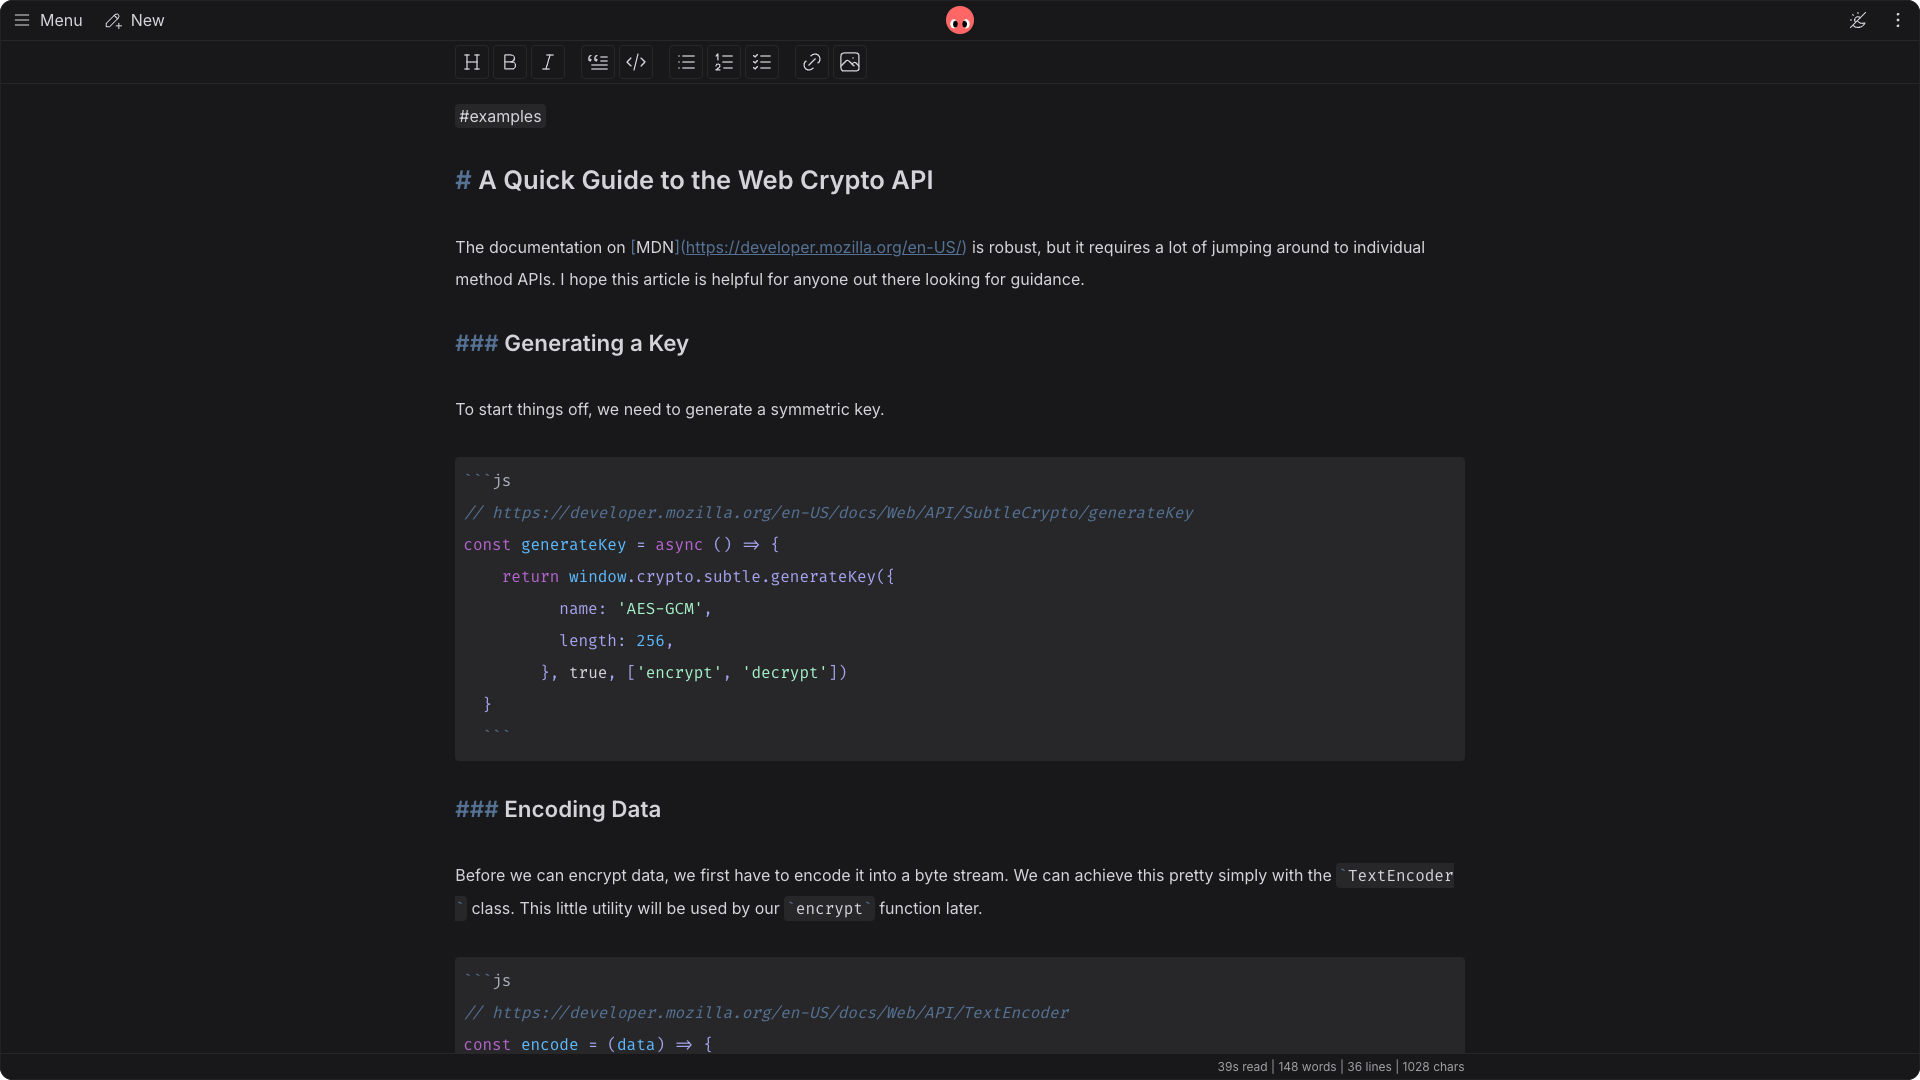 Menu New
H B I
#examples
# A Quick Guide to the Web Crypto API
The documentation on [MDN](https://developer.mozilla.org/en-US/) is robust, but it requires a lot of jumping around to individual
method APIs. I hope this article is helpful for anyone out there looking for guidance.
### Generating a Key
To start things off, we need to generate a symmetric key.
```js
// https://developer.mozilla.org/en-US/docs/Web/API/SubtleCrypto/generateKey
const generateKey = async () => {
    return window.crypto.subtle.generateKey({
          name: 'AES-GCM',
          length: 256,
        }, true, ['encrypt', 'decrypt'])
  }
  ```
### Encoding Data
Before we can encrypt data, we first have to encode it into a byte stream. We can achieve this pretty simply with the `TextEncoder
` class. This little utility will be used by our `encrypt` function later.
```js
// https://developer.mozilla.org/en-US/docs/Web/API/TextEncoder
const encode = (data) => {
39s read | 148 words | 36 lines | 1028 chars